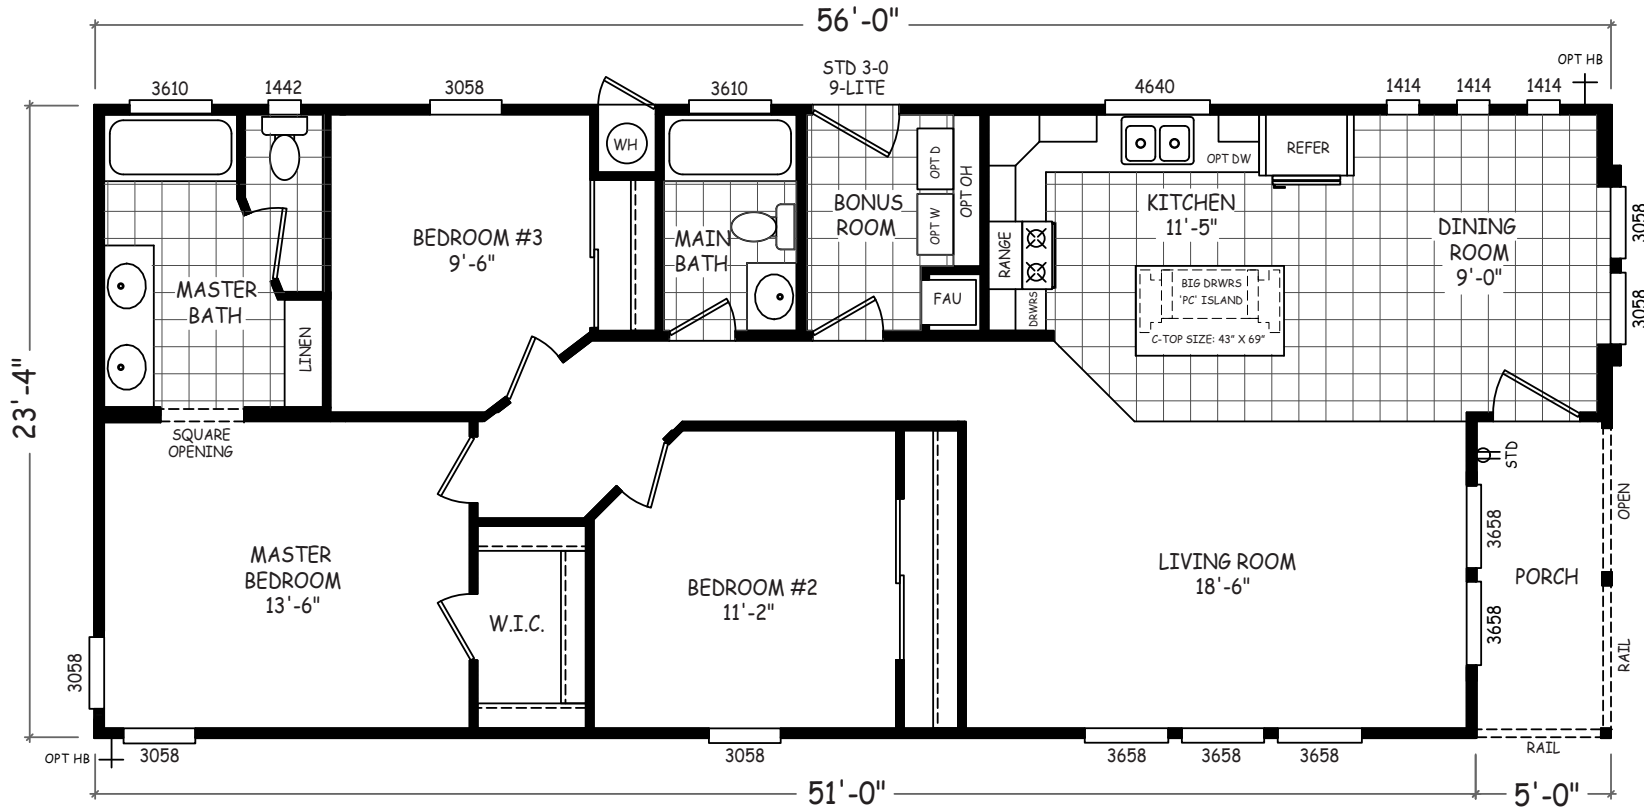 56'-0"
OPT HB
3610
1442
3058
3610
STD 3-0
9-LITE
4640
1414
1414
1414
WH
OPT D
OPT W
OPT OH
OPT DW
REFER
BEDROOM #3
9'-6"
MAIN
BATH
BONUS
ROOM
KITCHEN
11'-5"
DINING
ROOM
9'-0"
3058
3058
RANGE
DRWRS
FAU
BIG DRWRS
'PC' ISLAND
C-TOP SIZE: 43" X 69"
MASTER
BATH
LINEN
23'-4"
SQUARE
OPENING
STD
OPEN
MASTER
BEDROOM
13'-6"
W.I.C.
BEDROOM #2
11'-2"
LIVING ROOM
18'-6"
3658
3658
PORCH
RAIL
3058
OPT HB
3058
3058
3658
3658
3658
RAIL
51'-0"
5'-0"